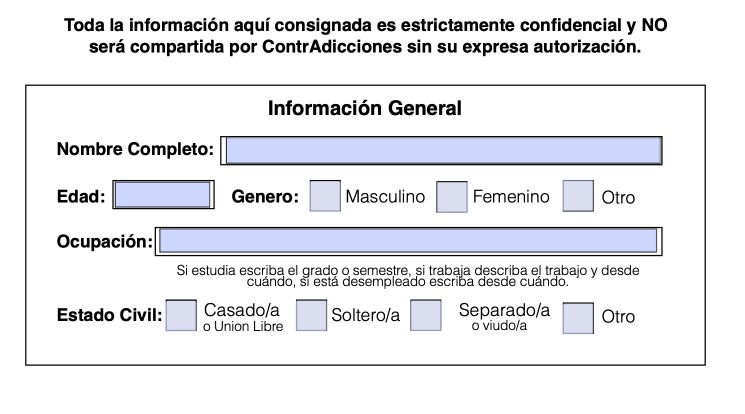 Toda la información aquí consignada es estrictamente confidencial y NO
será compartida por ContrAdicciones sin su expresa autorización.
Información General
Nombre Completo:
Edad: Genero: Masculino Femenino Otro
Ocupación:
Si estudia escriba el grado o semestre, si trabaja describa el trabajo y desde
cuándo, si está desempleado escriba desde cuándo.
Estado Civil: Casado/a Soltero/a Separado/a Otro
o Union Libre o viudo/a